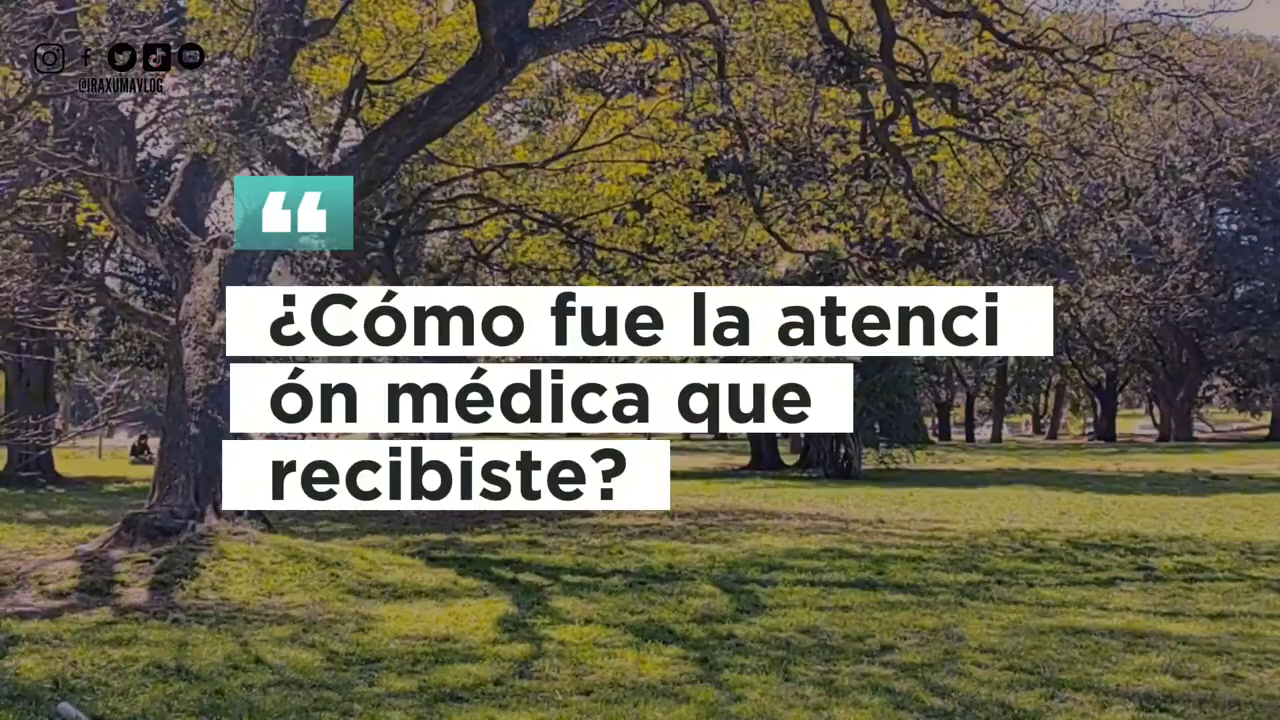 @IRAXUMAVLOG
“
¿Cómo fue la atenci
ón médica que
recibiste?